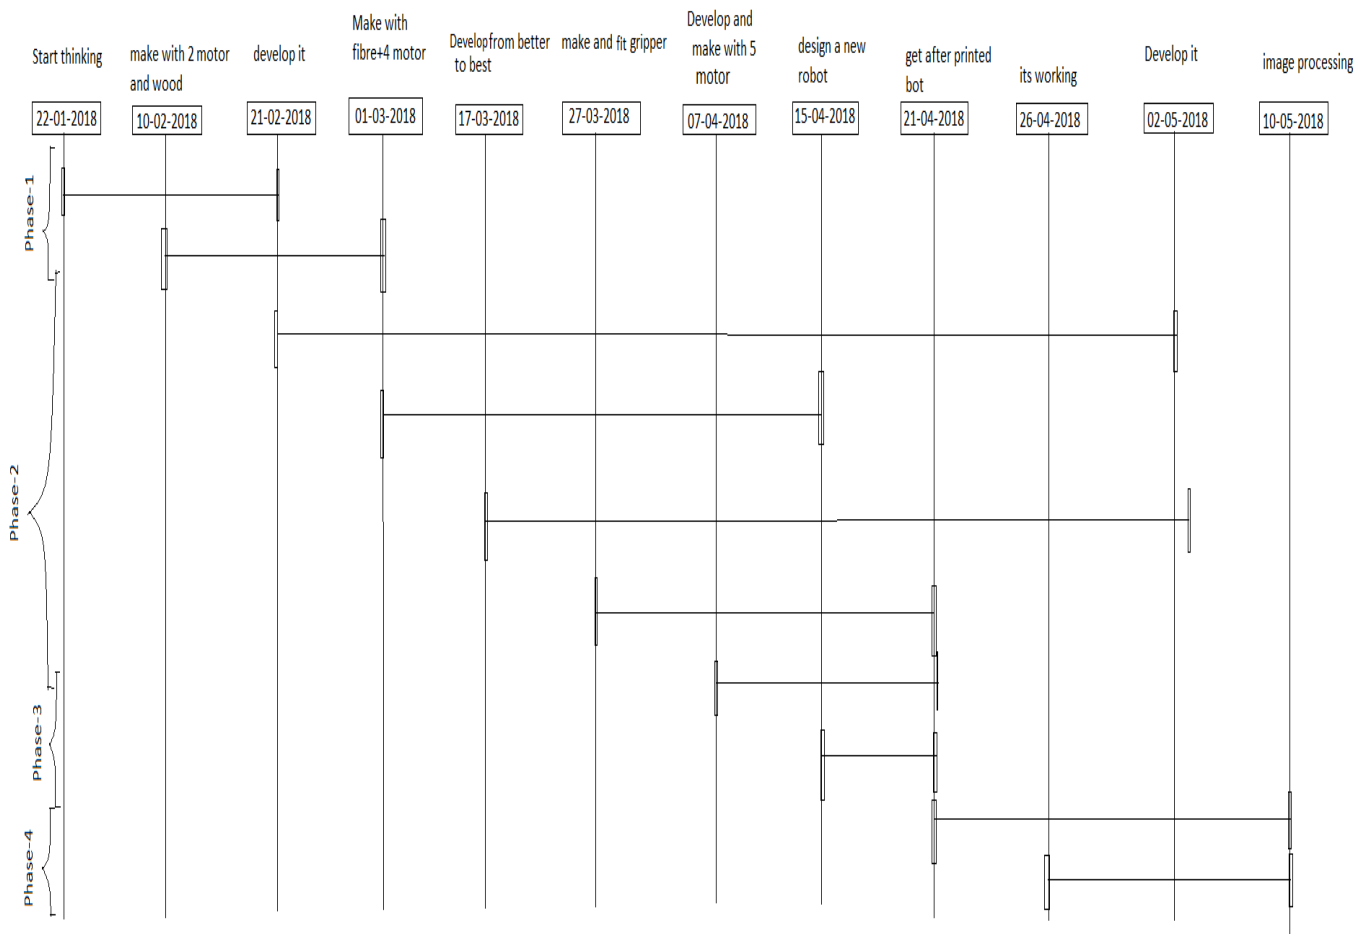 Start thinking
make with 2 motor
and wood
develop it
Make with
fibre+4 motor
Develop from better
to best
make and fit gripper
Develop and
make with 5
motor
design a new
robot
get after printed
bot
its working
Develop it
image processing
22-01-2018
10-02-2018
21-02-2018
01-03-2018
17-03-2018
27-03-2018
07-04-2018
15-04-2018
21-04-2018
26-04-2018
02-05-2018
10-05-2018
Phase-1
Phase-2
Phase-3
Phase-4